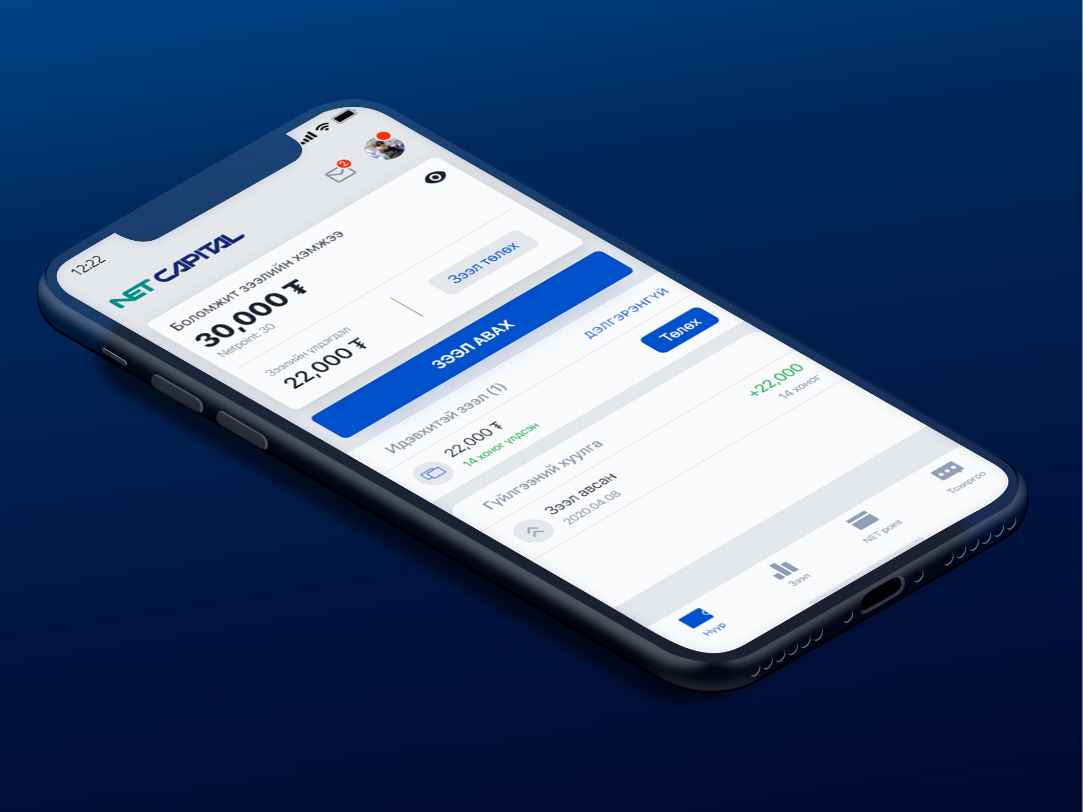 12:22
2
NET CAPITAL
Боломжит зээлийн хэмжээ
30,000 ₮
Netpoint: 30
Зээлийн үлдэгдэл
22,000 ₮
Зээл төлөх
ЗЭЭЛ АВАХ
Идэвхитэй зээл (1)
ДЭЛГЭРЭНГҮЙ
22,000 ₮
14 хоног үлдсэн
Төлөх
Гүйлгээний хуулга
Зээл авсан
2020.04.08
+22,000
14 хоног
Нүүр
Зээл
NET point
Тохиргоо